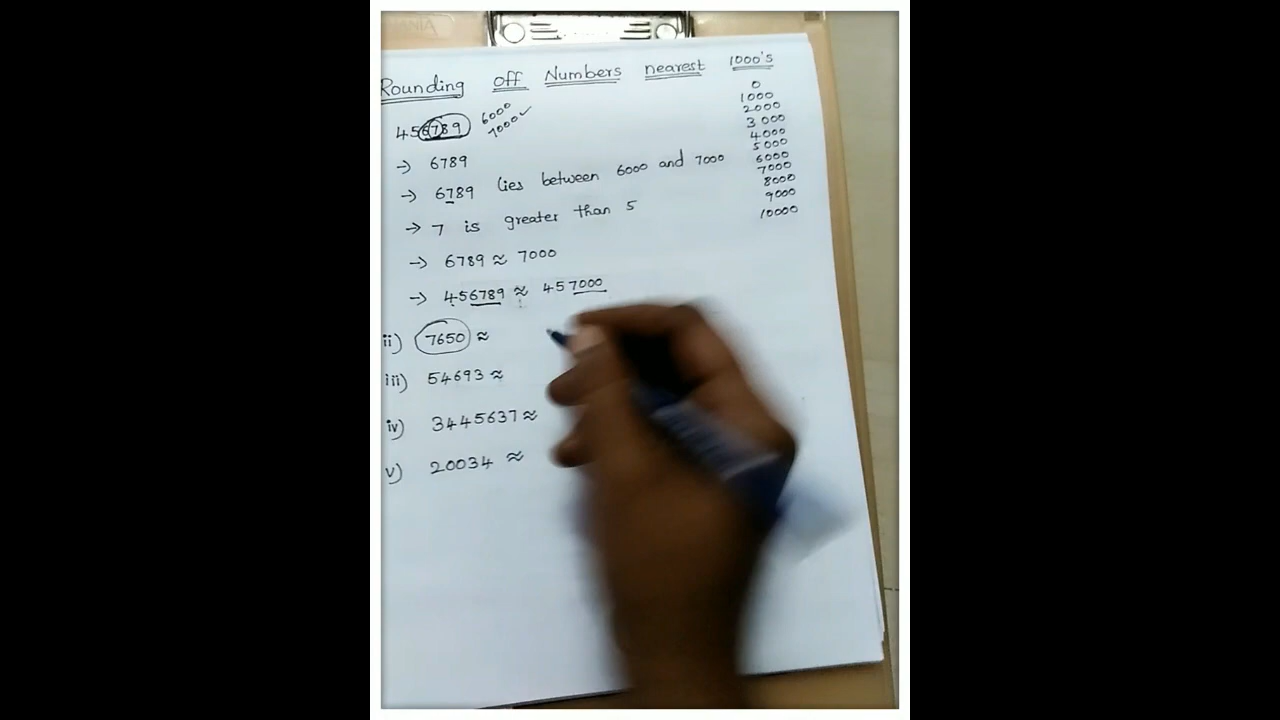 Rounding off Numbers nearest 1000's
0
1000
2000
3000
4000
5000
6000
7000
8000
9000
10000
456789
6000
7000✓
→ 6789
→ 6789 lies between 6000 and 7000
→ 7 is greater than 5
→ 6789 ≈ 7000
→ 456789 ≈ 457000
ii) 7650 ≈
iii) 54693 ≈
iv) 3445637 ≈
v) 20034 ≈